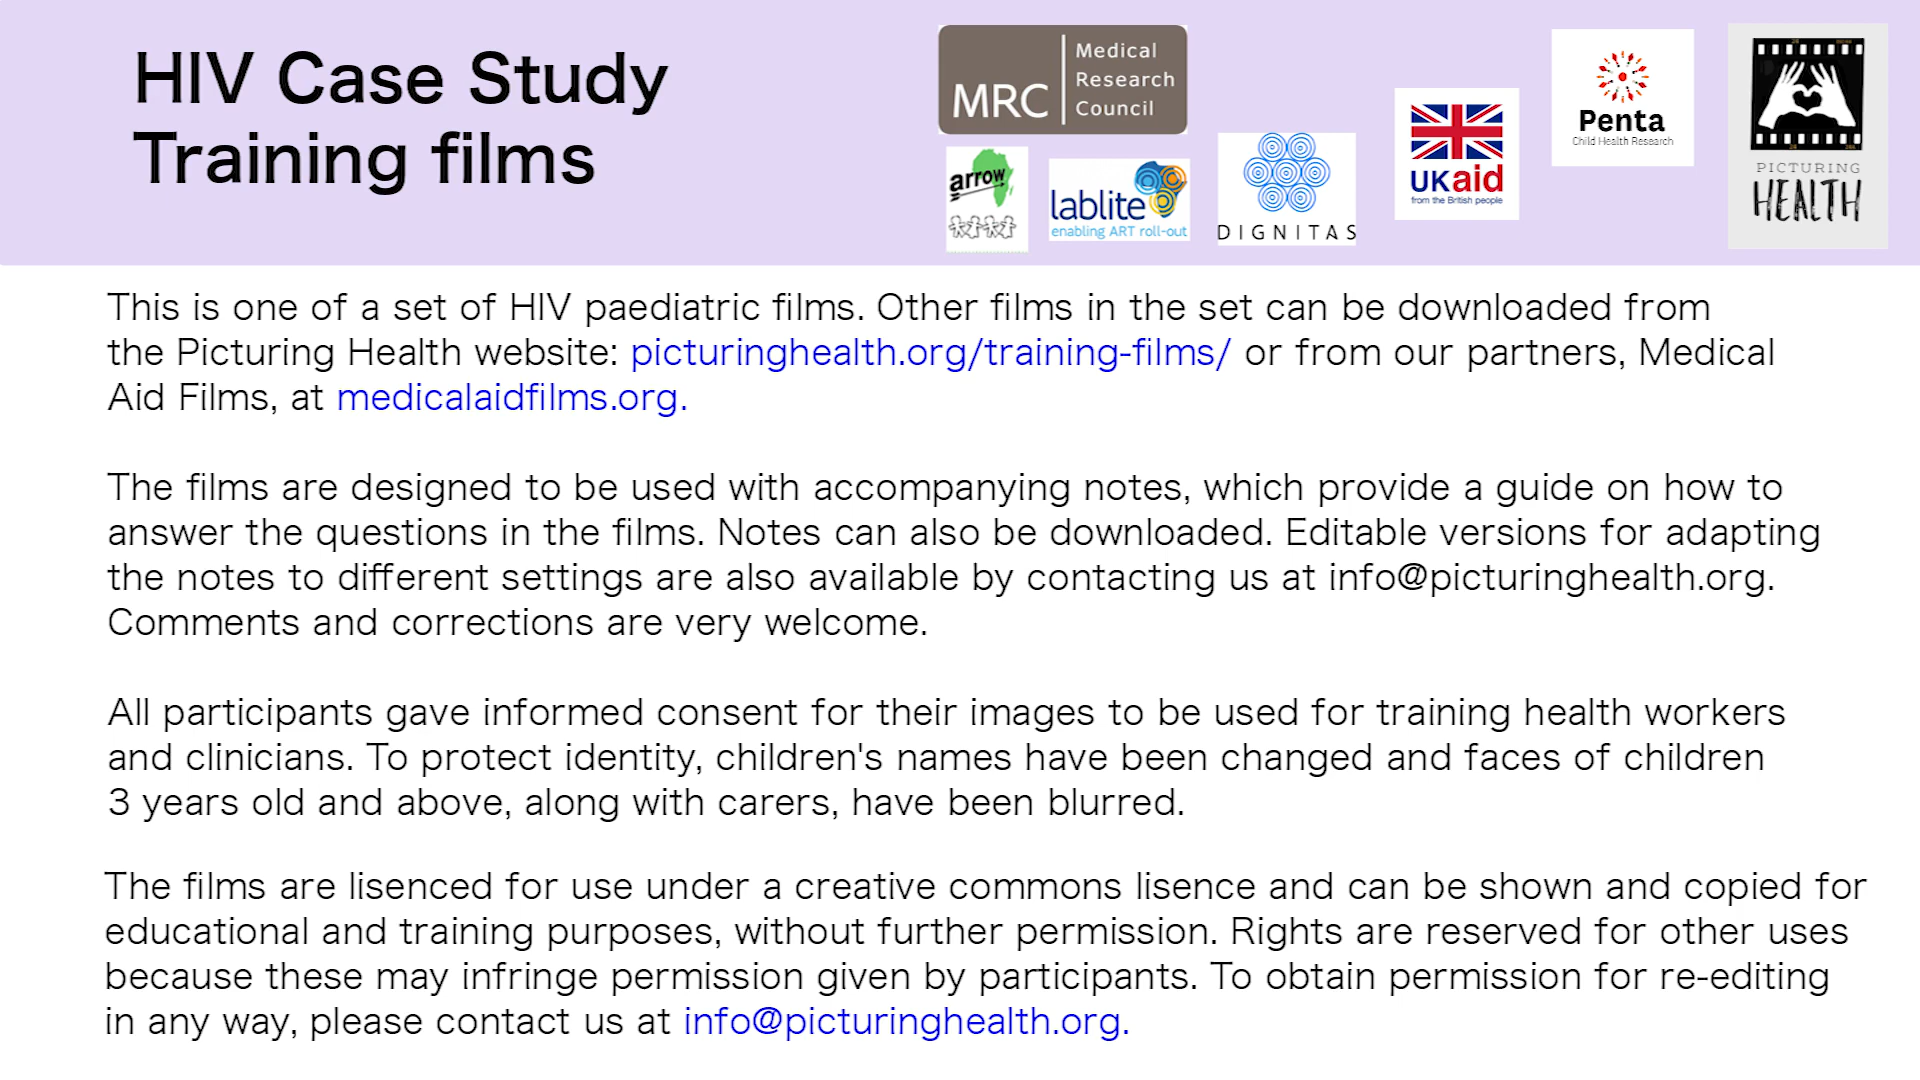 HIV Case Study
Training films
MRC
Medical
Research
Council
arrow
lablite
enabling ART roll-out
DIGNITAS
UKaid
from the British people
Penta
Child Health Research
PICTURING
HEALTH
This is one of a set of HIV paediatric films. Other films in the set can be downloaded from
the Picturing Health website: picturinghealth.org/training-films/ or from our partners, Medical
Aid Films, at medicalaidfilms.org.
The films are designed to be used with accompanying notes, which provide a guide on how to
answer the questions in the films. Notes can also be downloaded. Editable versions for adapting
the notes to different settings are also available by contacting us at info@picturinghealth.org.
Comments and corrections are very welcome.
All participants gave informed consent for their images to be used for training health workers
and clinicians. To protect identity, children's names have been changed and faces of children
3 years old and above, along with carers, have been blurred.
The films are lisenced for use under a creative commons lisence and can be shown and copied for
educational and training purposes, without further permission. Rights are reserved for other uses
because these may infringe permission given by participants. To obtain permission for re-editing
in any way, please contact us at info@picturinghealth.org.